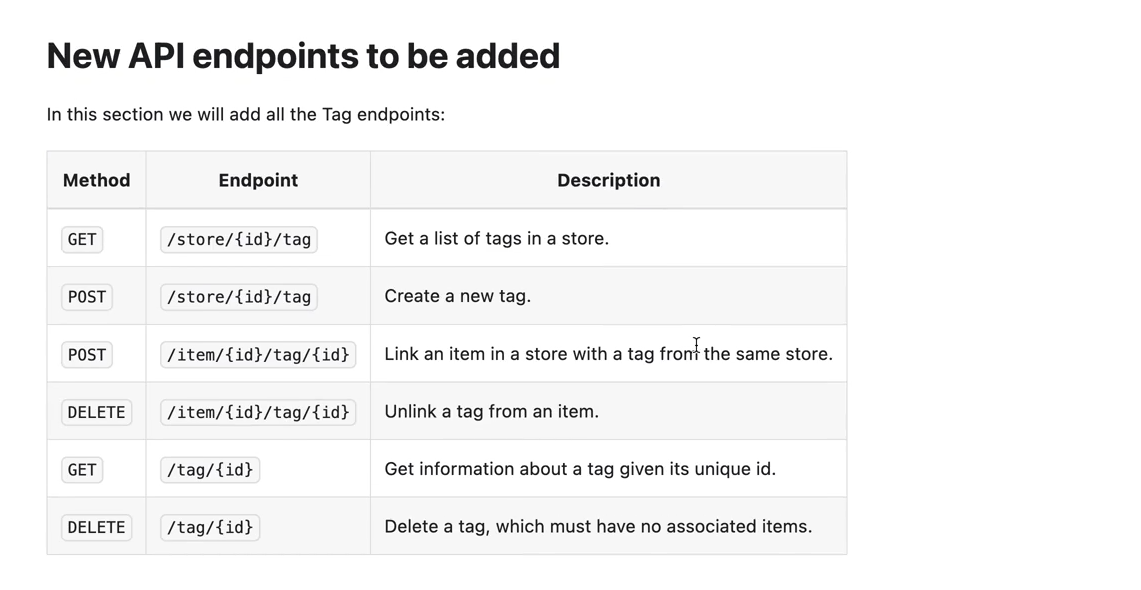 New API endpoints to be added
In this section we will add all the Tag endpoints:
Method Endpoint Description
GET /store/{id}/tag Get a list of tags in a store.
POST /store/{id}/tag Create a new tag.
POST /item/{id}/tag/{id} Link an item in a store with a tag from the same store.
DELETE /item/{id}/tag/{id} Unlink a tag from an item.
GET /tag/{id} Get information about a tag given its unique id.
DELETE /tag/{id} Delete a tag, which must have no associated items.